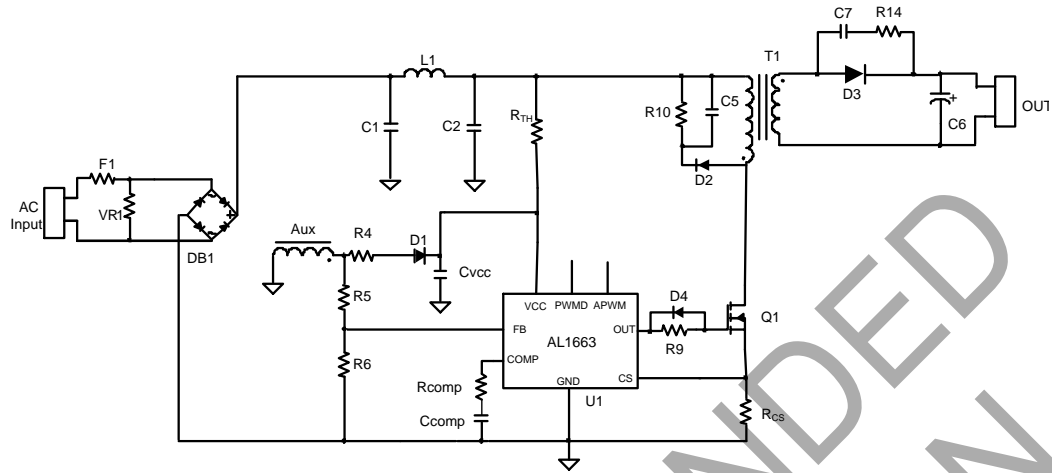 C7
R14
T1
L1
D3
R10
C5
RTH
C1
C2
C6
+
OUT
F1
D2
AC
Input
VR1
+
DB1
Aux
R4
D1
Cvcc
R5
VCC
PWMD
APWM
D4
Q1
FB
OUT
AL1663
R9
R6
COMP
GND
CS
Rcomp
U1
RCS
Ccomp
NDED